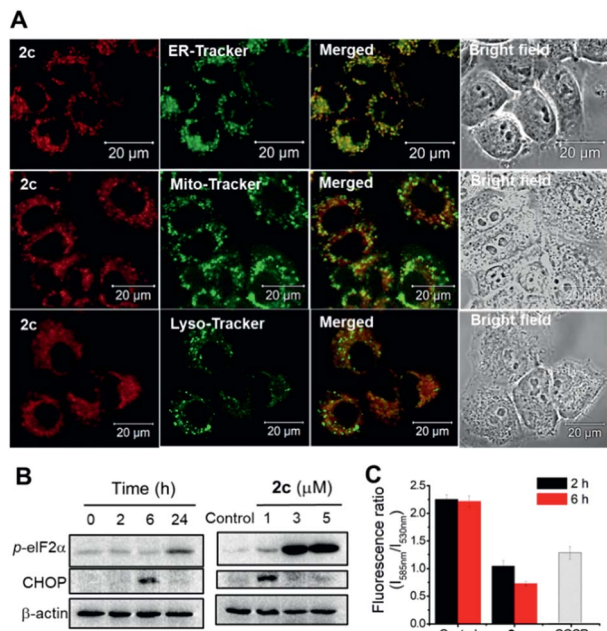 A
2c ER-Tracker Merged Bright field
20 μm 20 μm 20 μm 20 μm
2c Mito-Tracker Merged Bright field
20 μm 20 μm 20 μm 20 μm
2c Lyso-Tracker Merged Bright field
20 μm 20 μm 20 μm 20 μm
B
Time (h) 2c (μM)
0 2 6 24 Control 1 3 5
p-eIF2α
CHOP
β-actin
C
Fluorescence ratio
(I585nm/I530nm)
2.5
2.0
1.5
1.0
0.5
0.0
2 h
6 h